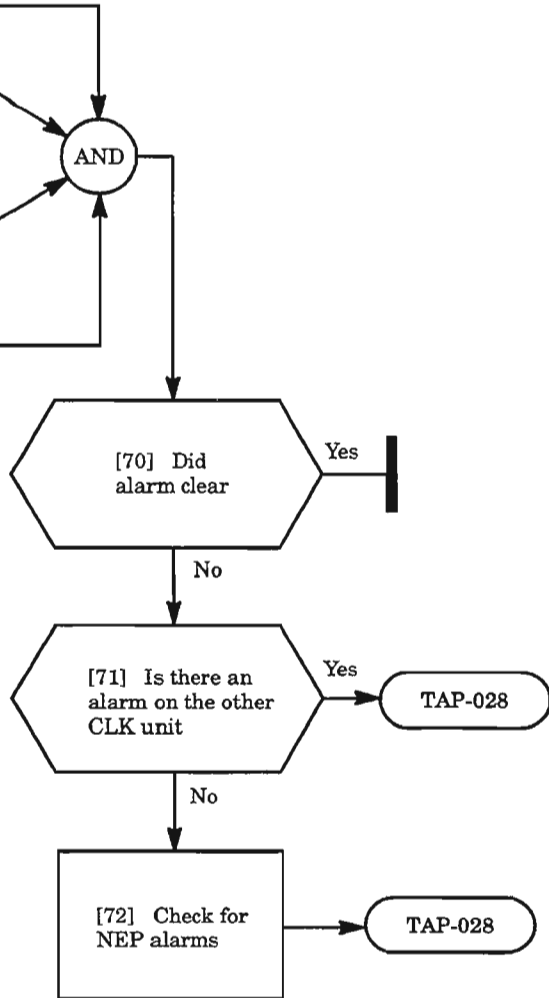 AND
[70] Did
alarm clear
Yes
No
[71] Is there an
alarm on the other
CLK unit
Yes
TAP-028
No
[72] Check for
NEP alarms
TAP-028